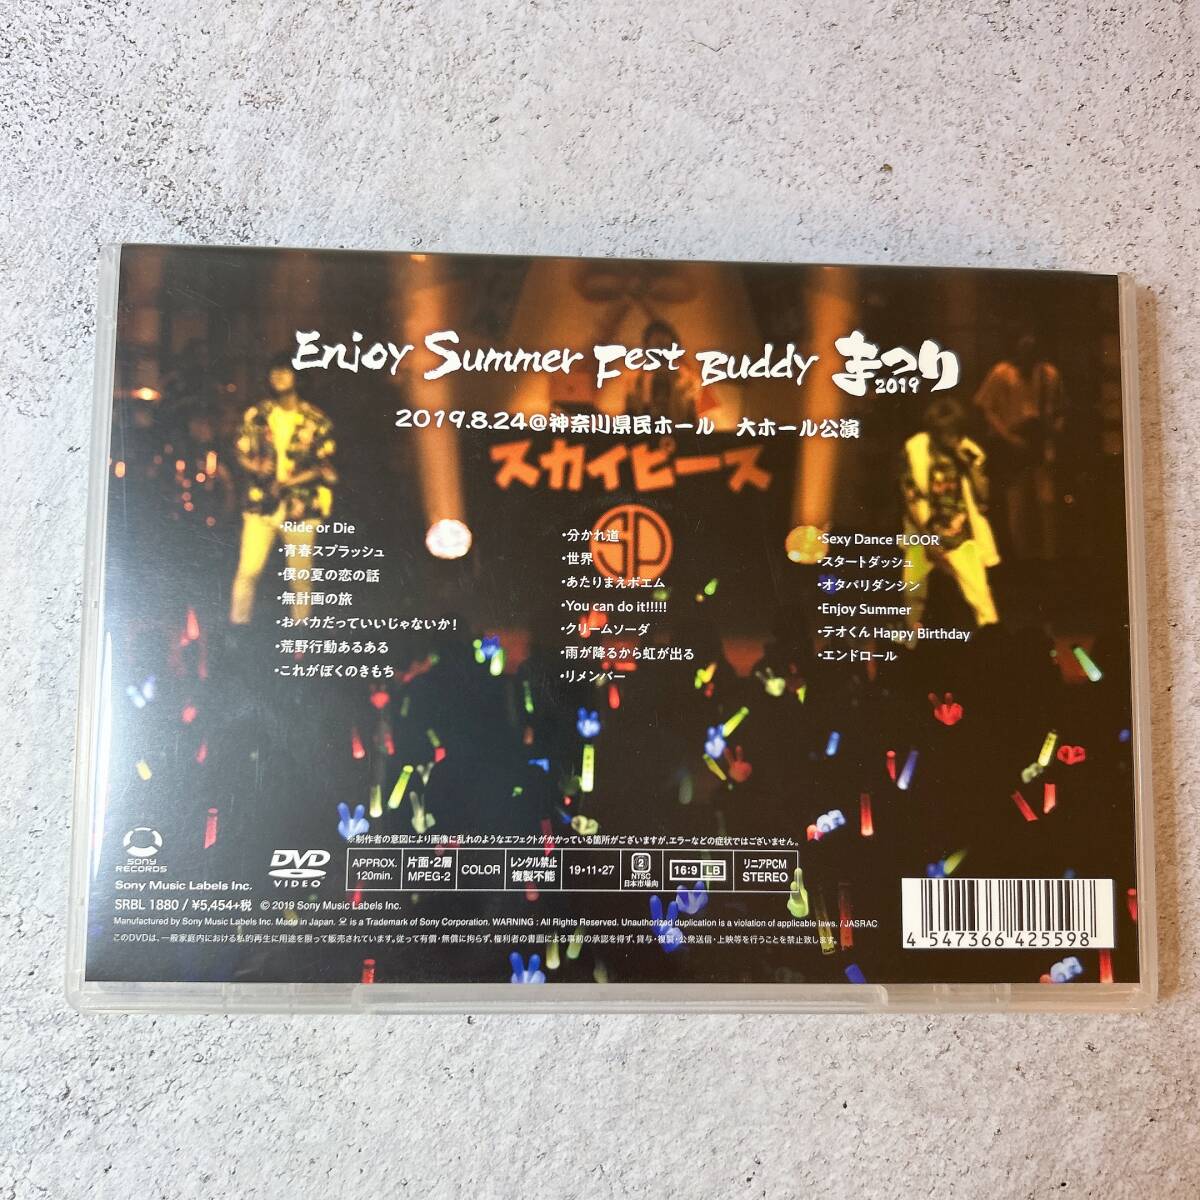 Enjoy Summer Fest Buddy まつり
2019
2019.8.24@神奈川県民ホール 大ホール公演
スカイピース
SP
・Ride or Die
・青春スプラッシュ
・僕の夏の恋の話
・無計画の旅
・おバカだっていいじゃないか!
・荒野行動あるある
・これがぼくのきもち
・分かれ道
・世界
・あたりまえポエム
・You can do it!!!!!
・クリームソーダ
・雨が降るから虹が出る
・リメンバー
・Sexy Dance FLOOR
・スタートダッシュ
・オタパリダンシン
・Enjoy Summer
・テオくん Happy Birthday
・エンドロール
※制作者の意図により画像に乱れのようなエフェクトがかかっている箇所がございますが、エラーなどの症状ではございません。
SONY
RECORDS
DVD
VIDEO
APPROX.
120min.
片面・2層
MPEG-2
COLOR
レンタル禁止
複製不能
19・11・27
2
NTSC
日本市場向
16:9 LB
リニアPCM
STEREO
Sony Music Labels Inc.
SRBL 1880 / ¥5,454+税 © 2019 Sony Music Labels Inc.
Manufactured by Sony Music Labels Inc. Made in Japan. is a Trademark of Sony Corporation. WARNING : All Rights Reserved. Unauthorized duplication is a violation of applicable laws. / JASRAC
このDVDは、一般家庭内における私的再生に用途を限って販売されています。従って有償・無償に拘らず、権利者の書面による事前の承認を得ず、貸与・複製・公衆送信・上映等を行うことを禁止致します。
4 547366 425598